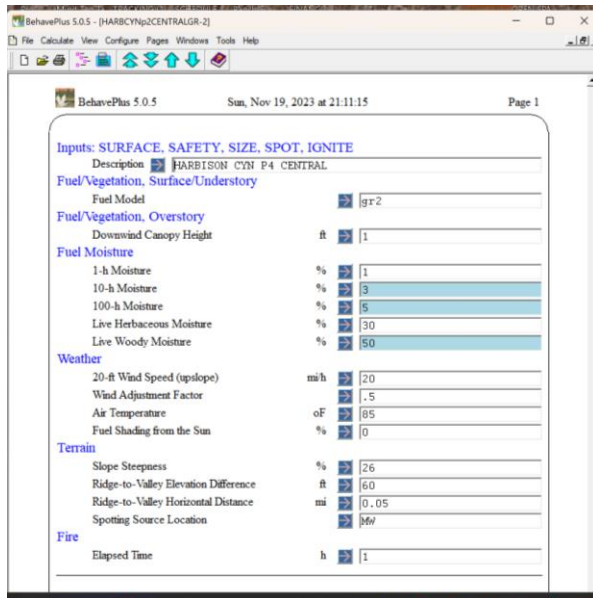 BehavePlus 5.0.5 - [HARBCYNp2CENTRALGR-2]
File Calculate View Configure Pages Windows Tools Help
BehavePlus 5.0.5 Sun, Nov 19, 2023 at 21:11:15 Page 1
Inputs: SURFACE, SAFETY, SIZE, SPOT, IGNITE
Description HARBISON CYN P4 CENTRAL
Fuel/Vegetation, Surface/Understory
Fuel Model gr2
Fuel/Vegetation, Overstory
Downwind Canopy Height ft 1
Fuel Moisture
1-h Moisture % 1
10-h Moisture % 3
100-h Moisture % 5
Live Herbaceous Moisture % 30
Live Woody Moisture % 50
Weather
20-ft Wind Speed (upslope) mi/h 20
Wind Adjustment Factor .5
Air Temperature oF 85
Fuel Shading from the Sun % 0
Terrain
Slope Steepness % 26
Ridge-to-Valley Elevation Difference ft 60
Ridge-to-Valley Horizontal Distance mi 0.05
Spotting Source Location MW
Fire
Elapsed Time h 1